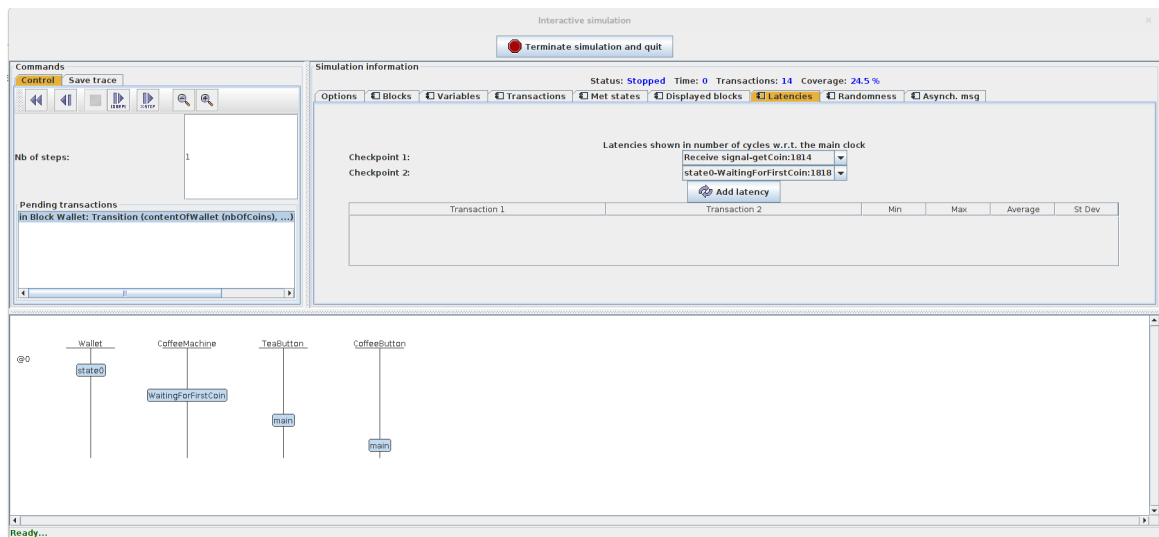 Interactive simulation
Terminate simulation and quit
Commands
Control Save trace
Nb of steps:
1
Pending transactions
in Block Wallet: Transition (contentOfWallet (nbOfCoins), ...)
Simulation information
Status: Stopped Time: 0 Transactions: 14 Coverage: 24.5 %
Options Blocks Variables Transactions Met states Displayed blocks Latencies Randomness Asynch. msg
Latencies shown in number of cycles w.r.t. the main clock
Checkpoint 1: Receive signal-getCoin:1814
Checkpoint 2: state0-WaitingForFirstCoin:1818
Add latency
Transaction 1 Transaction 2 Min Max Average St Dev
Wallet CoffeeMachine TeaButton CoffeeButton
@0
state0
WaitingForFirstCoin
main
main
Ready...